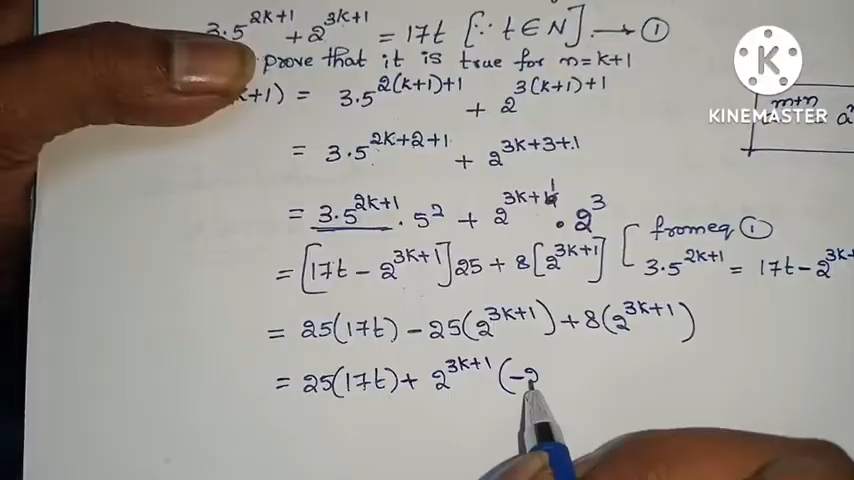 3·5^{2k+1} + 2^{3k+1} = 17t [∵ t ∈ N] → ①
prove that it is true for n = k+1
k+1) = 3·5^{2(k+1)+1} + 2^{3(k+1)+1}
= 3·5^{2k+2+1} + 2^{3k+3+1}
= 3·5^{2k+1} · 5^2 + 2^{3k+1} · 2^3
= [17t - 2^{3k+1}]25 + 8[2^{3k+1}] [from eq ①
3·5^{2k+1} = 17t - 2^{3k+
= 25(17t) - 25(2^{3k+1}) + 8(2^{3k+1})
= 25(17t) + 2^{3k+1} (-2
K
KINEMASTER
m+n
a